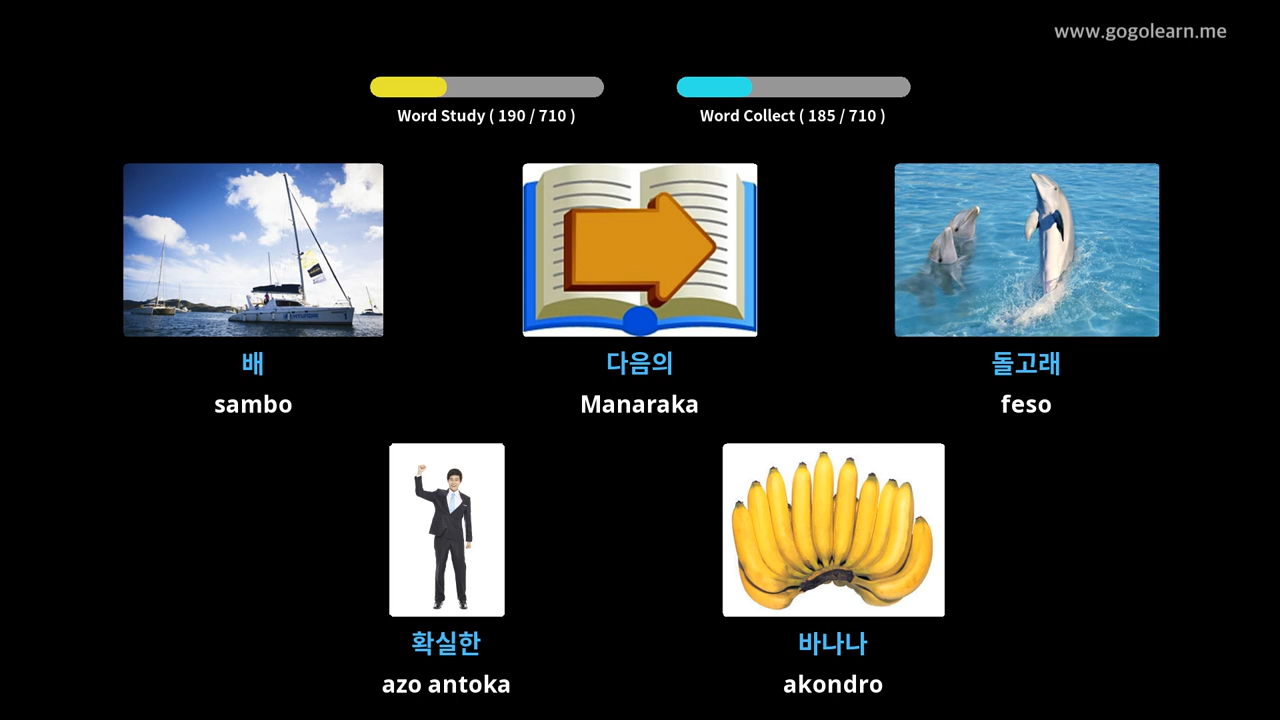 www.gogolearn.me
Word Study ( 190 / 710 )
Word Collect ( 185 / 710 )
배
다음의
돌고래
sambo
Manaraka
feso
확실한
바나나
azo antoka
akondro